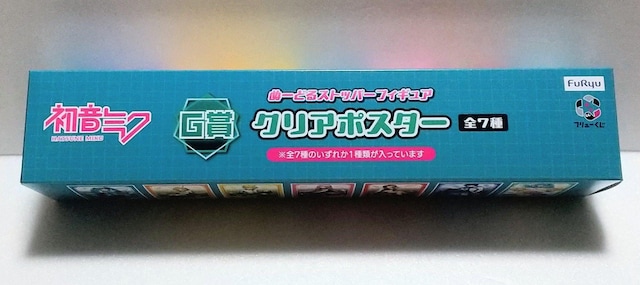 初音ミク
HATSUNE MIKU
G賞
ぬーどるストッパーフィギュア
クリアポスター 全7種
※全7種のいずれか1種類が入っています
FuRyu
フリューくじ